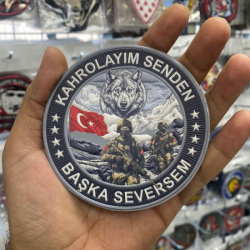 KAHROLAYIM SENDEN
BAŞKA SEVERSEM